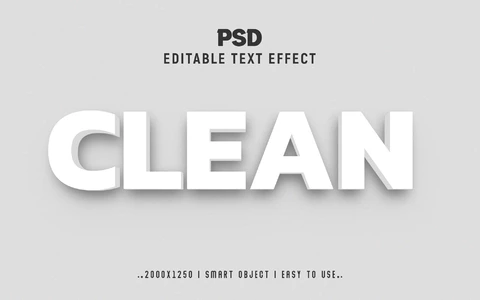 PSD
EDITABLE TEXT EFFECT
CLEAN
..2000X1250 | SMART OBJECT | EASY TO USE..